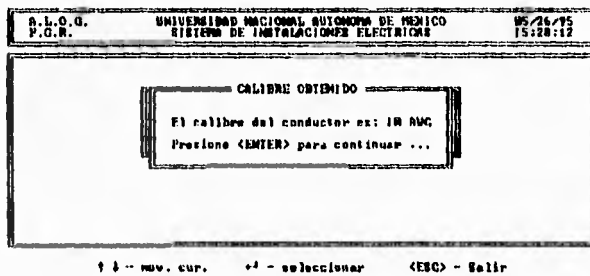 A.L.O.G. UNIVERSIDAD NACIONAL AUTONOMA DE MEXICO 05/26/95
P.G.R. SISTEMA DE INSTALACIONES ELECTRICAS 15:28:12
CALIBRE OBTENIDO
El calibre del conductor es: AWG
Presione <ENTER> para continuar ...
↑ ↓ - mov. cur. ↵ - seleccionar <ESC> - Salir